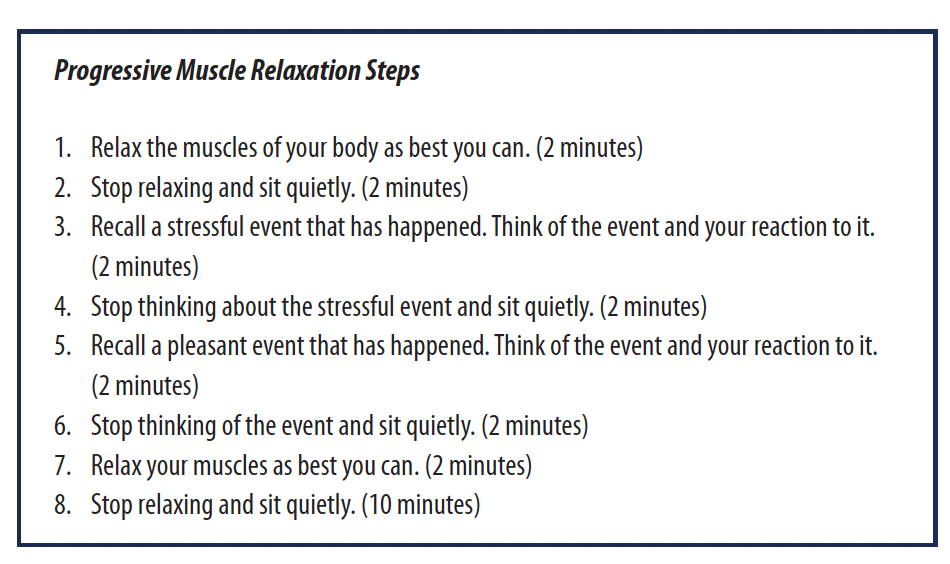 Progressive Muscle Relaxation Steps
1. Relax the muscles of your body as best you can. (2 minutes)
2. Stop relaxing and sit quietly. (2 minutes)
3. Recall a stressful event that has happened. Think of the event and your reaction to it.
(2 minutes)
4. Stop thinking about the stressful event and sit quietly. (2 minutes)
5. Recall a pleasant event that has happened. Think of the event and your reaction to it.
(2 minutes)
6. Stop thinking of the event and sit quietly. (2 minutes)
7. Relax your muscles as best you can. (2 minutes)
8. Stop relaxing and sit quietly. (10 minutes)